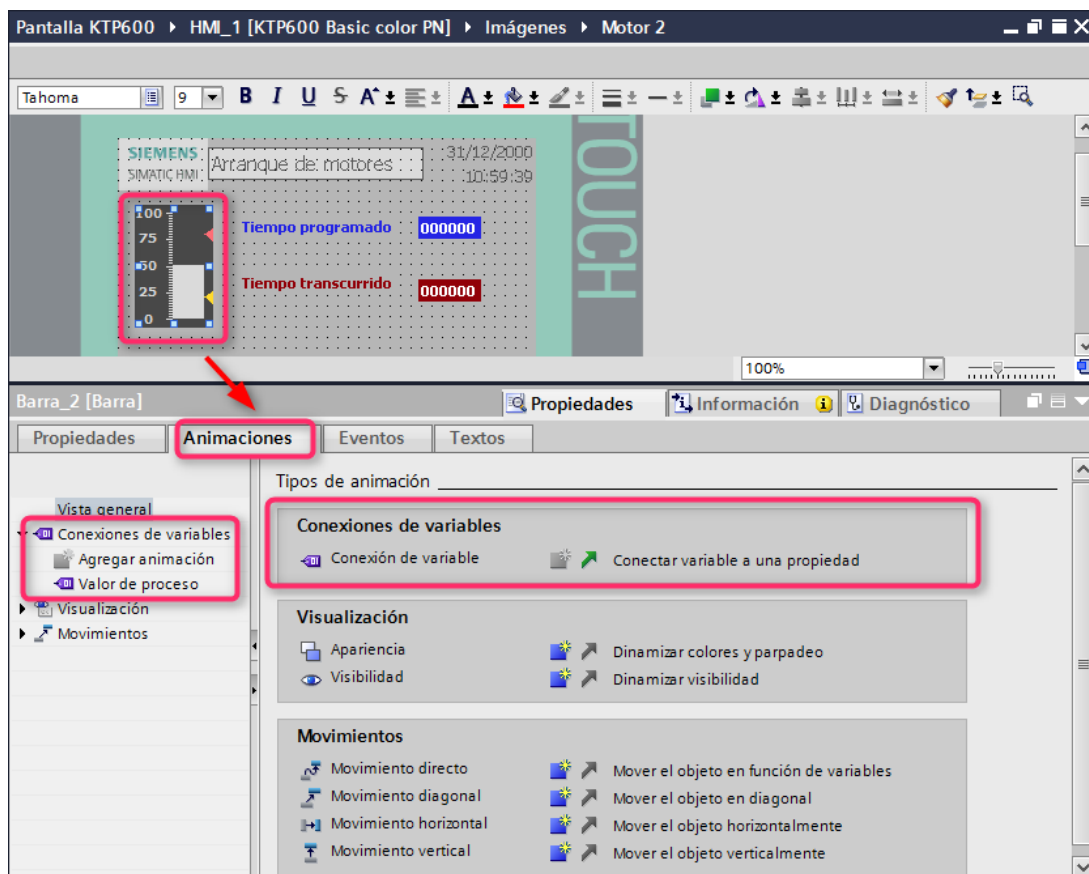 Pantalla KTP600 ▸ HMI_1 [KTP600 Basic color PN] ▸ Imágenes ▸ Motor 2
Tahoma 9 B I U S A A
SIEMENS
SIMATIC HMI
Arranque de motores
31/12/2000
10:59:39
TOUCH
100
75
50
25
0
Tiempo programado 000000
Tiempo transcurrido 000000
100%
Barra_2 [Barra]
Propiedades Información Diagnóstico
Propiedades Animaciones Eventos Textos
Vista general
Conexiones de variables
Agregar animación
Valor de proceso
Visualización
Movimientos
Tipos de animación
Conexiones de variables
Conexión de variable Conectar variable a una propiedad
Visualización
Apariencia Dinamizar colores y parpadeo
Visibilidad Dinamizar visibilidad
Movimientos
Movimiento directo Mover el objeto en función de variables
Movimiento diagonal Mover el objeto en diagonal
Movimiento horizontal Mover el objeto horizontalmente
Movimiento vertical Mover el objeto verticalmente